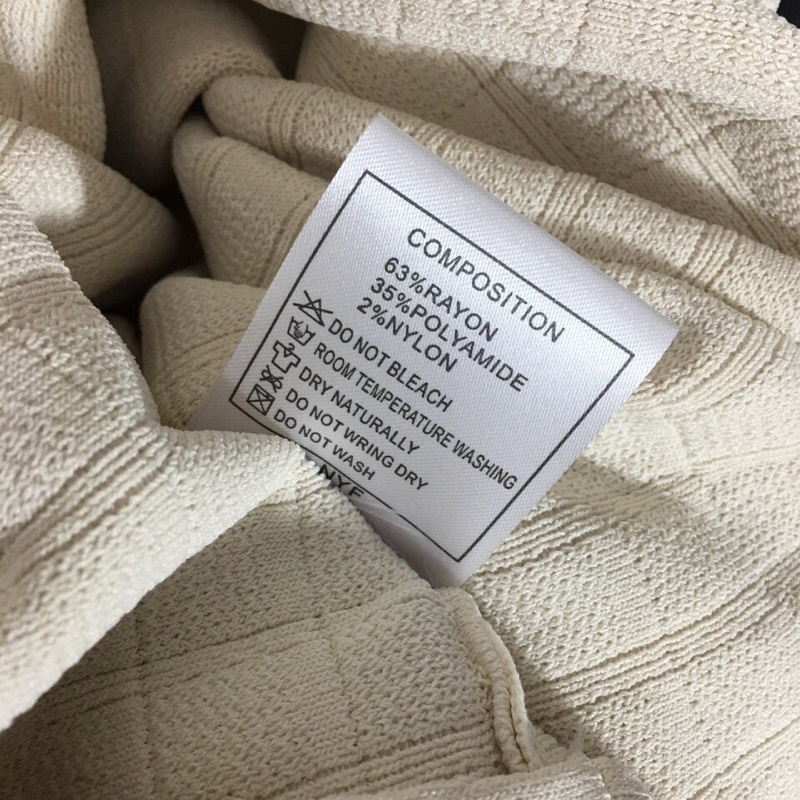 COMPOSITION
63%RAYON
35%POLYAMIDE
2%NYLON
DO NOT BLEACH
ROOM TEMPERATURE WASHING
DRY NATURALLY
DO NOT WRING DRY
DO NOT WASH